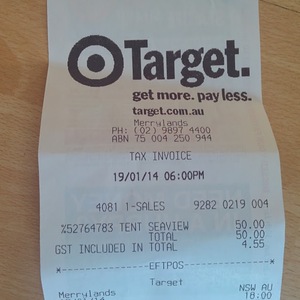 Target.
get more. pay less.
target.com.au
Merrylands
PH: (02) 9897 4400
ABN 75 004 250 944
TAX INVOICE
19/01/14 06:00PM
4081 1-SALES 9282 0219 004
%52764783 TENT SEAVIEW 50.00
TOTAL 50.00
GST INCLUDED IN TOTAL 4.55
*----------EFTPOS----------*
Target
Merrylands NSW AU
18:00